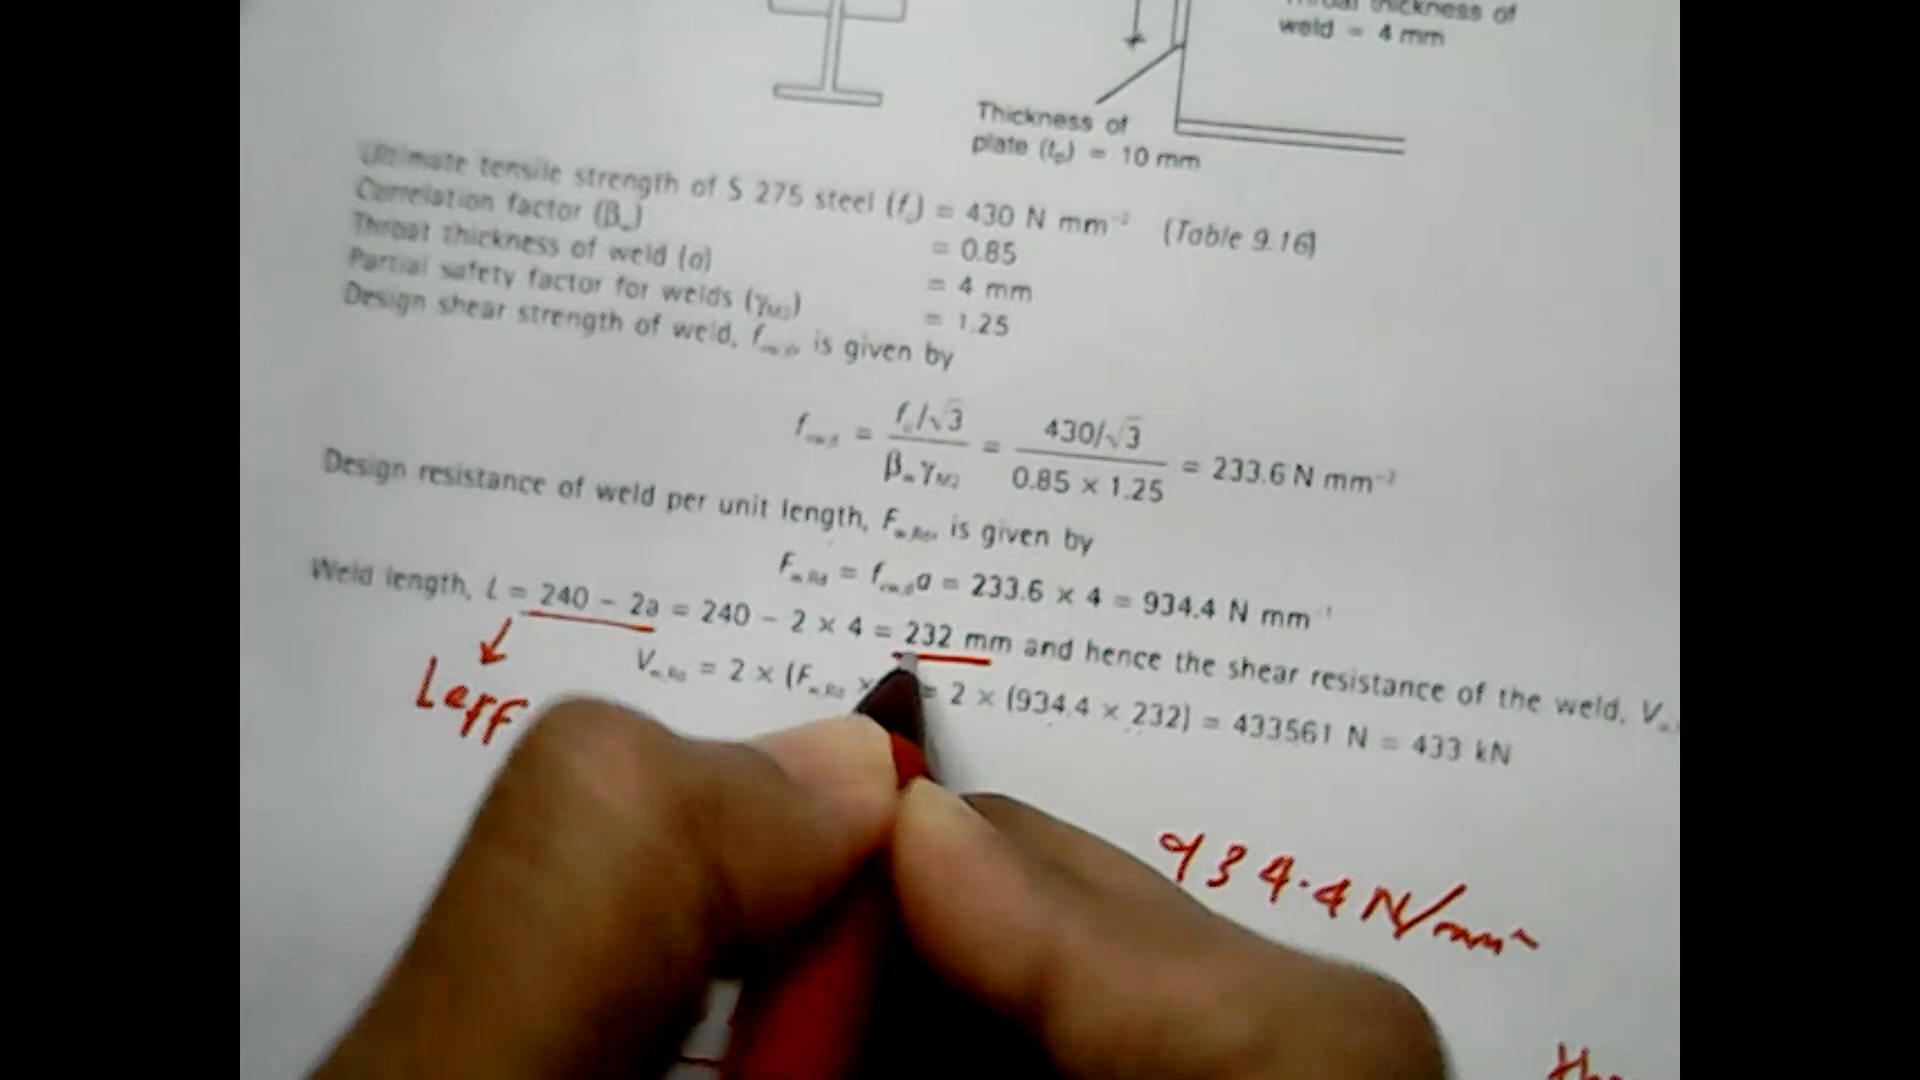 thickness of
weld = 4 mm
Thickness of
plate (tp) = 10 mm
Ultimate tensile strength of S 275 steel (fu) = 430 N mm⁻² (Table 9.16)
Correlation factor (βw) = 0.85
Throat thickness of weld (a) = 4 mm
Partial safety factor for welds (γM2) = 1.25
Design shear strength of weld, fvw.d, is given by
fvw.d = fu/√3 / βw γM2 = 430/√3 / 0.85 × 1.25 = 233.6 N mm⁻²
Design resistance of weld per unit length, Fw,Rd, is given by
Fw,Rd = fvw.d a = 233.6 × 4 = 934.4 N mm⁻¹
Weld length, L = 240 − 2a = 240 − 2 × 4 = 232 mm and hence the shear resistance of the weld, Vw
Vw,Rd = 2 × (Fw,Rd × = 2 × (934.4 × 232) = 433561 N = 433 kN
Leff
934.4 N/mm²